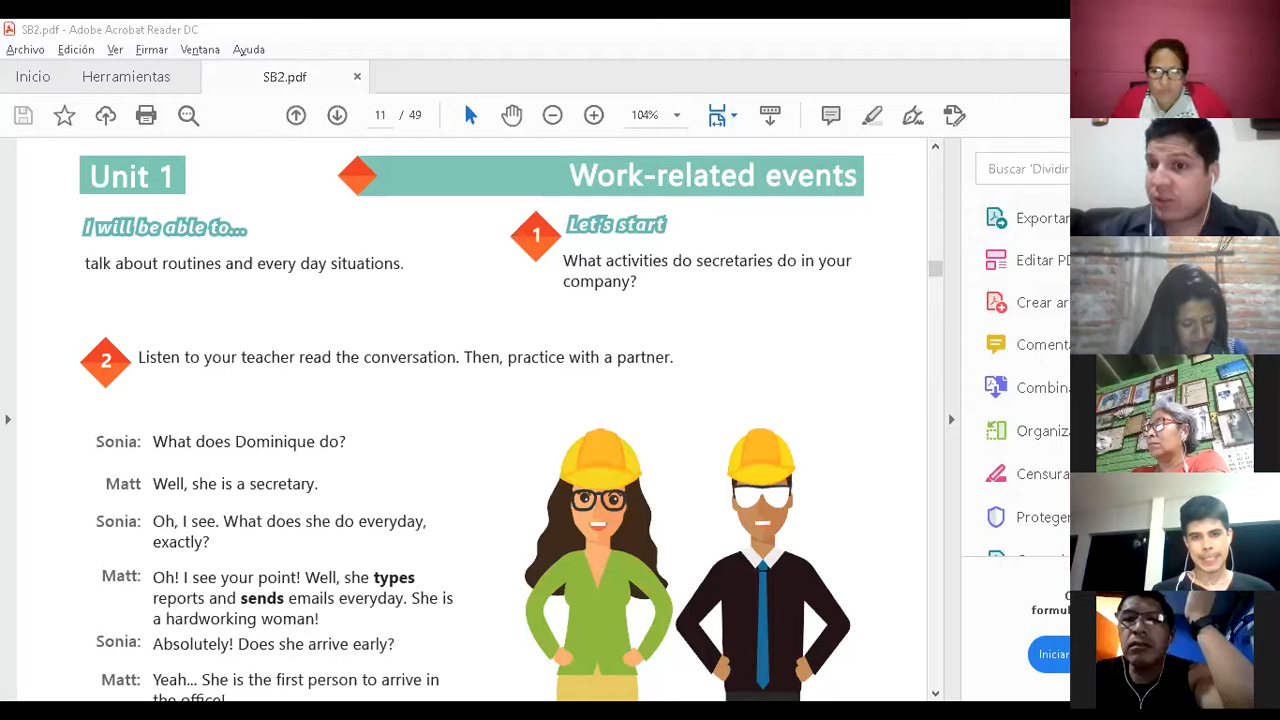 SB2.pdf - Adobe Acrobat Reader DC
Archivo Edición Ver Firmar Ventana Ayuda
Inicio Herramientas SB2.pdf ×
11 / 49 104%
Unit 1 Work-related events
I will be able to...
talk about routines and every day situations.
1 Let's start
What activities do secretaries do in your
company?
2 Listen to your teacher read the conversation. Then, practice with a partner.
Sonia: What does Dominique do?
Matt Well, she is a secretary.
Sonia: Oh, I see. What does she do everyday,
exactly?
Matt: Oh! I see your point! Well, she types
reports and sends emails everyday. She is
a hardworking woman!
Sonia: Absolutely! Does she arrive early?
Matt: Yeah... She is the first person to arrive in
the office!
Buscar 'Dividir
Exportar
Editar PD
Crear ar
Coment
Combin
Organiz
Censura
Proteger
formul
Iniciar